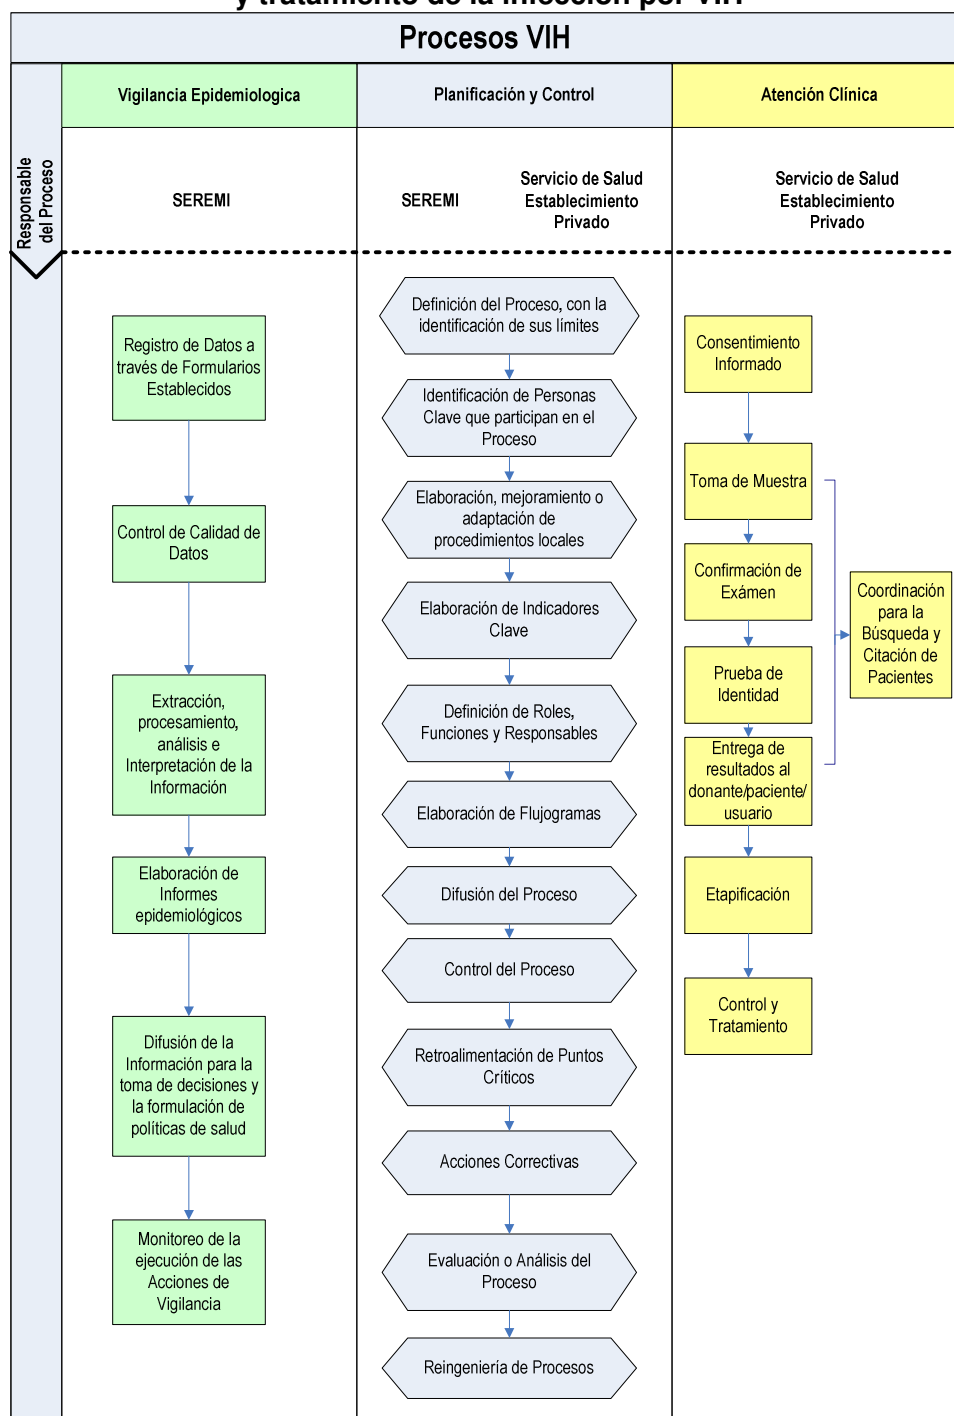 y tratamiento de la infección por VIH
Procesos VIH
Vigilancia Epidemiologica
Planificación y Control
Atención Clínica
Responsable
del Proceso
SEREMI
SEREMI
Servicio de Salud
Establecimiento
Privado
Servicio de Salud
Establecimiento
Privado
Registro de Datos a
través de Formularios
Establecidos
Control de Calidad de
Datos
Extracción,
procesamiento,
análisis e
Interpretación de la
Información
Elaboración de
Informes
epidemiológicos
Difusión de la
Información para la
toma de decisiones y
la formulación de
políticas de salud
Monitoreo de la
ejecución de las
Acciones de
Vigilancia
Definición del Proceso, con la
identificación de sus límites
Identificación de Personas
Clave que participan en el
Proceso
Elaboración, mejoramiento o
adaptación de
procedimientos locales
Elaboración de Indicadores
Clave
Definición de Roles,
Funciones y Responsables
Elaboración de Flujogramas
Difusión del Proceso
Control del Proceso
Retroalimentación de Puntos
Críticos
Acciones Correctivas
Evaluación o Análisis del
Proceso
Reingeniería de Procesos
Consentimiento
Informado
Toma de Muestra
Confirmación de
Exámen
Prueba de
Identidad
Entrega de
resultados al
donante/paciente/
usuario
Etapificación
Control y
Tratamiento
Coordinación
para la
Búsqueda y
Citación de
Pacientes